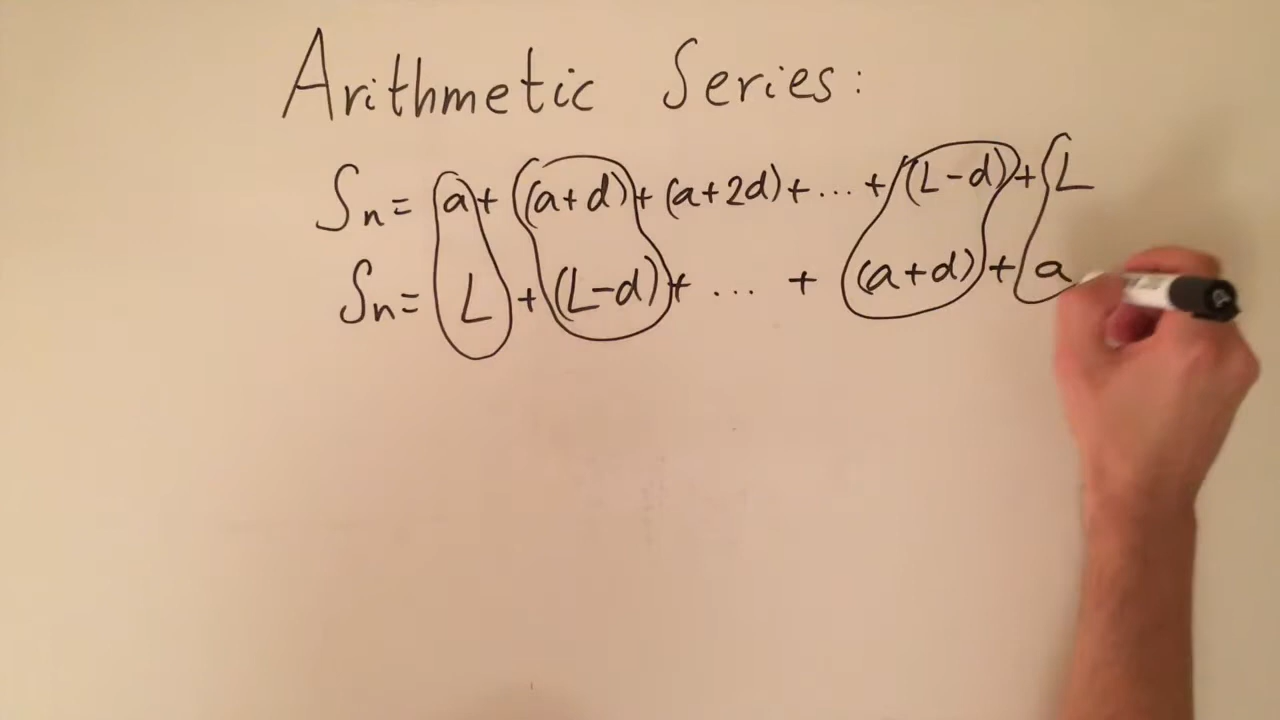 Arithmetic Series:
Sn= a+ (a+d)+ (a+2d)+ ...+ (L-d)+ L
Sn= L +(L-d)+ ... + (a+d)+ a